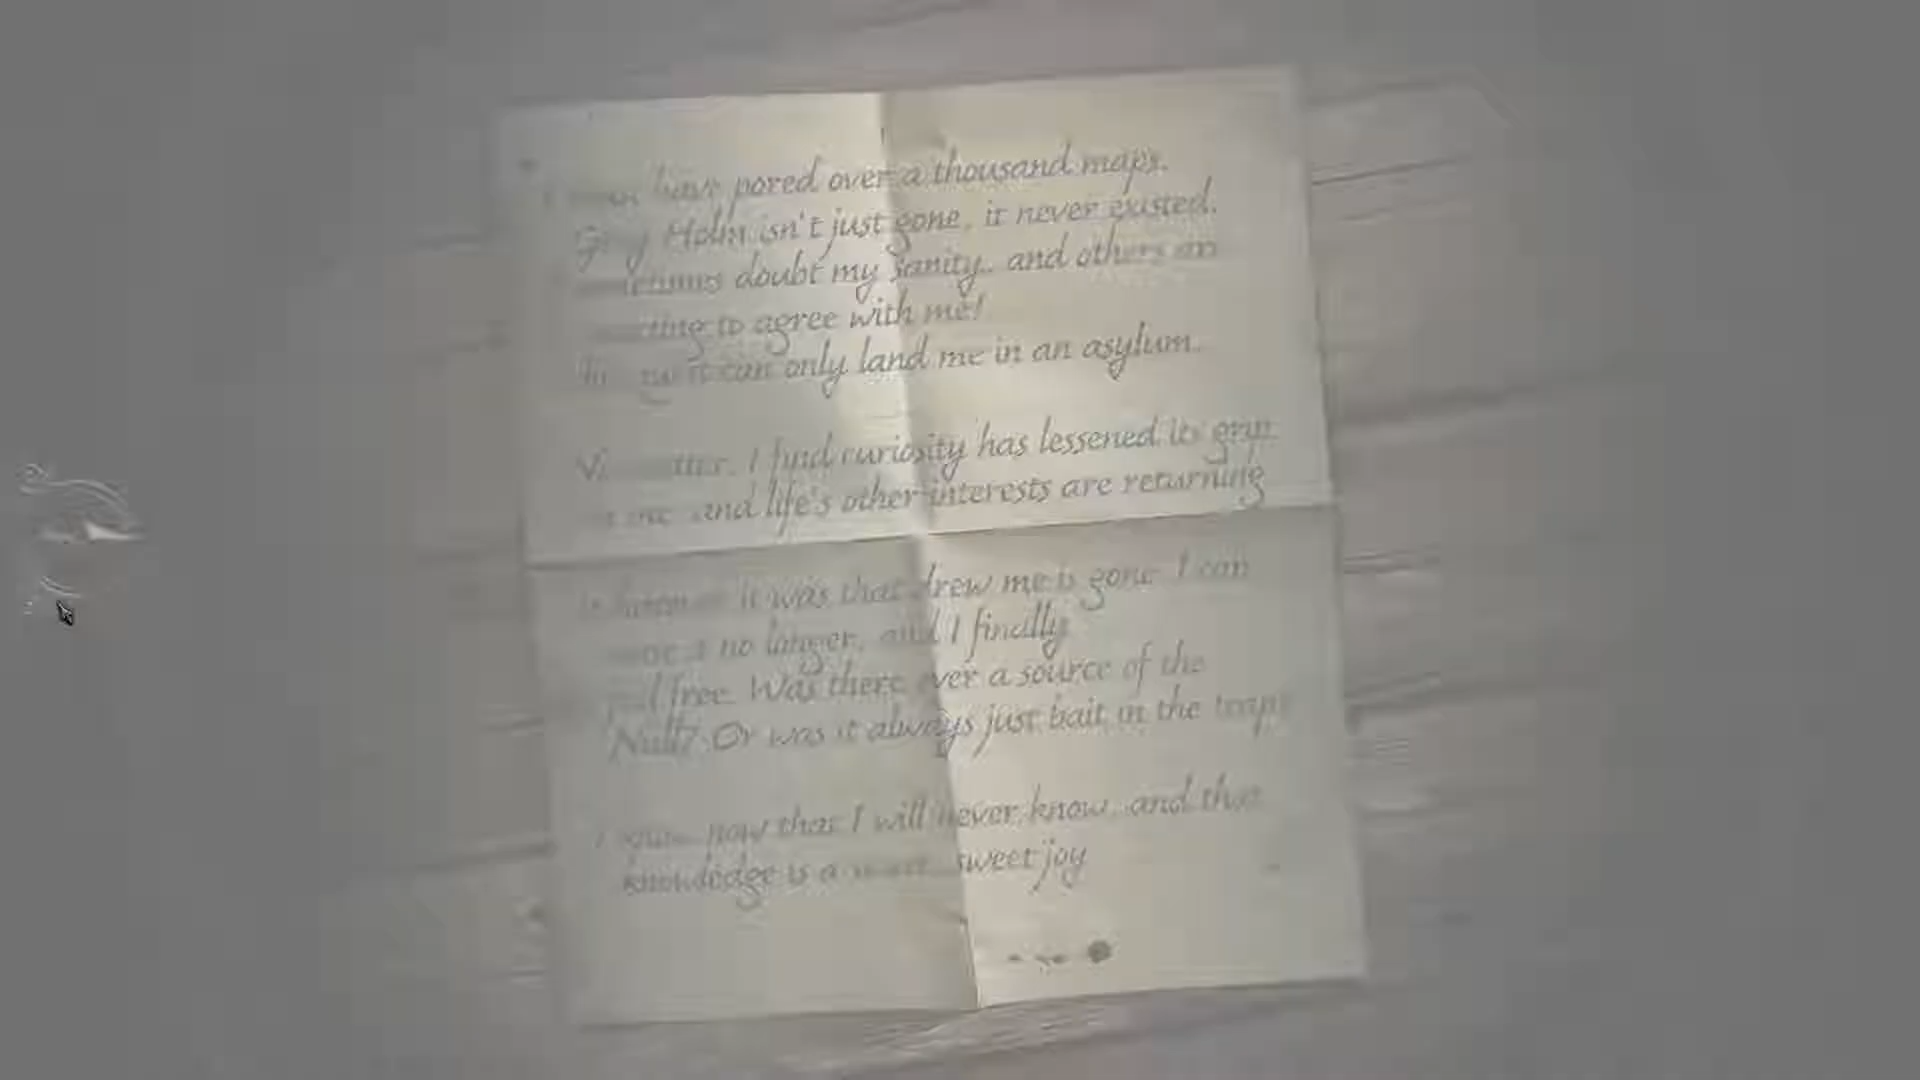 have pored over a thousand maps.
Grey Holm isn't just gone, it never existed.
doubt my sanity, and others
to agree with me!
it can only land me in an asylum.
I find curiosity has lessened its grip
and life's other interests are returning
it was that drew me is gone. I can
no longer, and I finally
free. Was there ever a source of the
Null? Or was it always just bait in the trap?
now that I will never know, and that
knowledge is a sweet joy